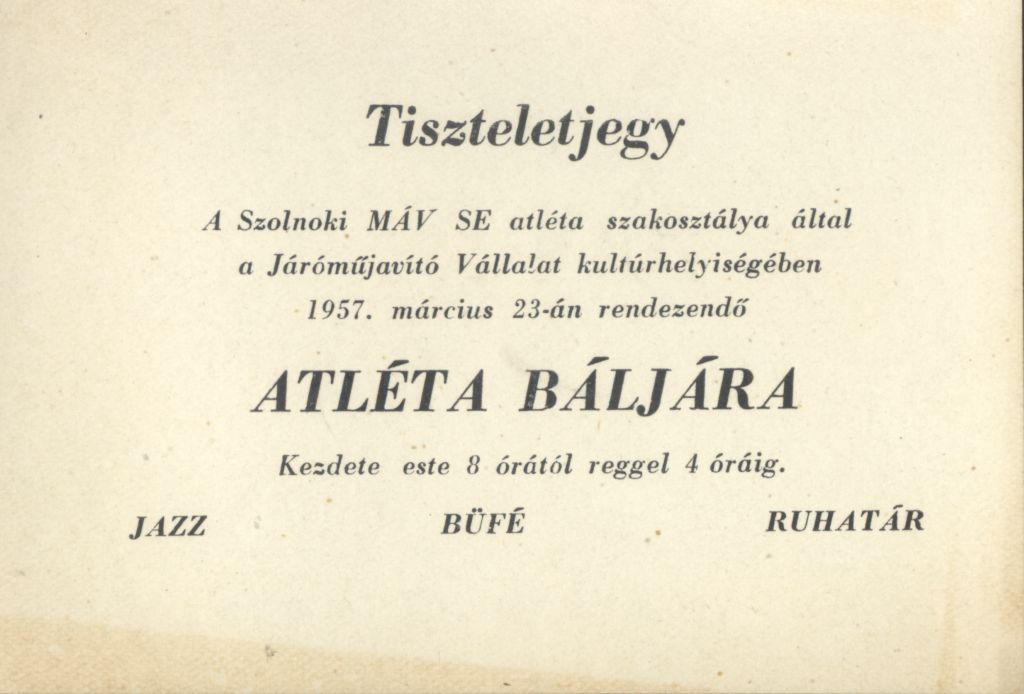 Tiszteletjegy
A Szolnoki MÁV SE atléta szakosztálya által
a Járóműjavító Vállalat kultúrhelyiségében
1957. március 23-án rendezendő
ATLÉTA BÁLJÁRA
Kezdete este 8 órától reggel 4 óráig.
JAZZ BÜFÉ RUHATÁR